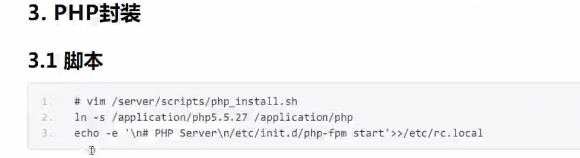 3. PHP封装
3.1 脚本
1. # vim /server/scripts/php_install.sh
2. ln -s /application/php5.5.27 /application/php
3. echo -e '\n# PHP Server\n/etc/init.d/php-fpm start'>>/etc/rc.local